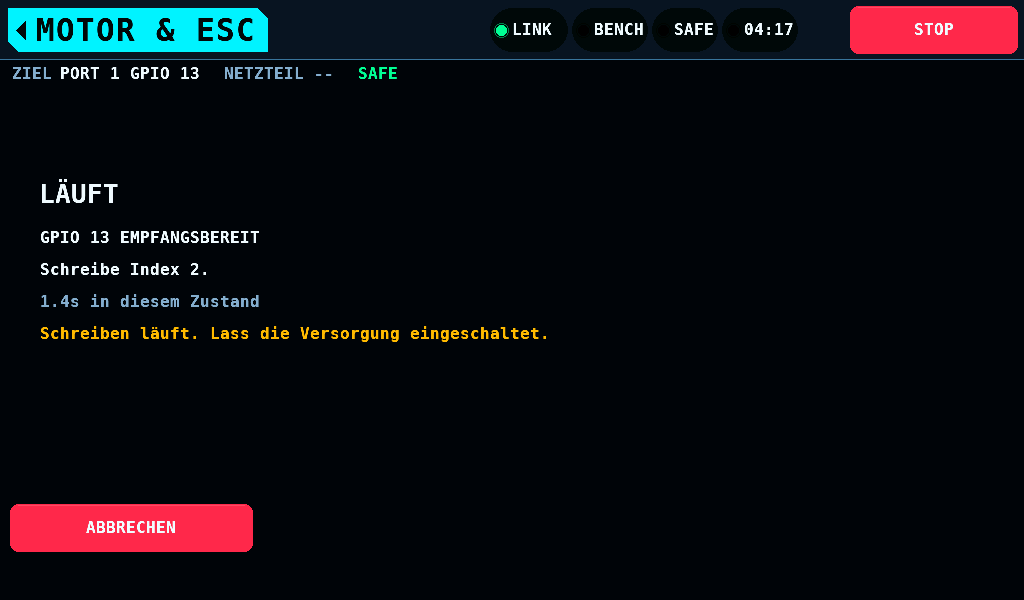 MOTOR & ESC
LINK
BENCH
SAFE
04:17
STOP
ZIEL PORT 1 GPIO 13 NETZTEIL -- SAFE
LÄUFT
GPIO 13 EMPFANGSBEREIT
Schreibe Index 2.
1.4s in diesem Zustand
Schreiben läuft. Lass die Versorgung eingeschaltet.
ABBRECHEN